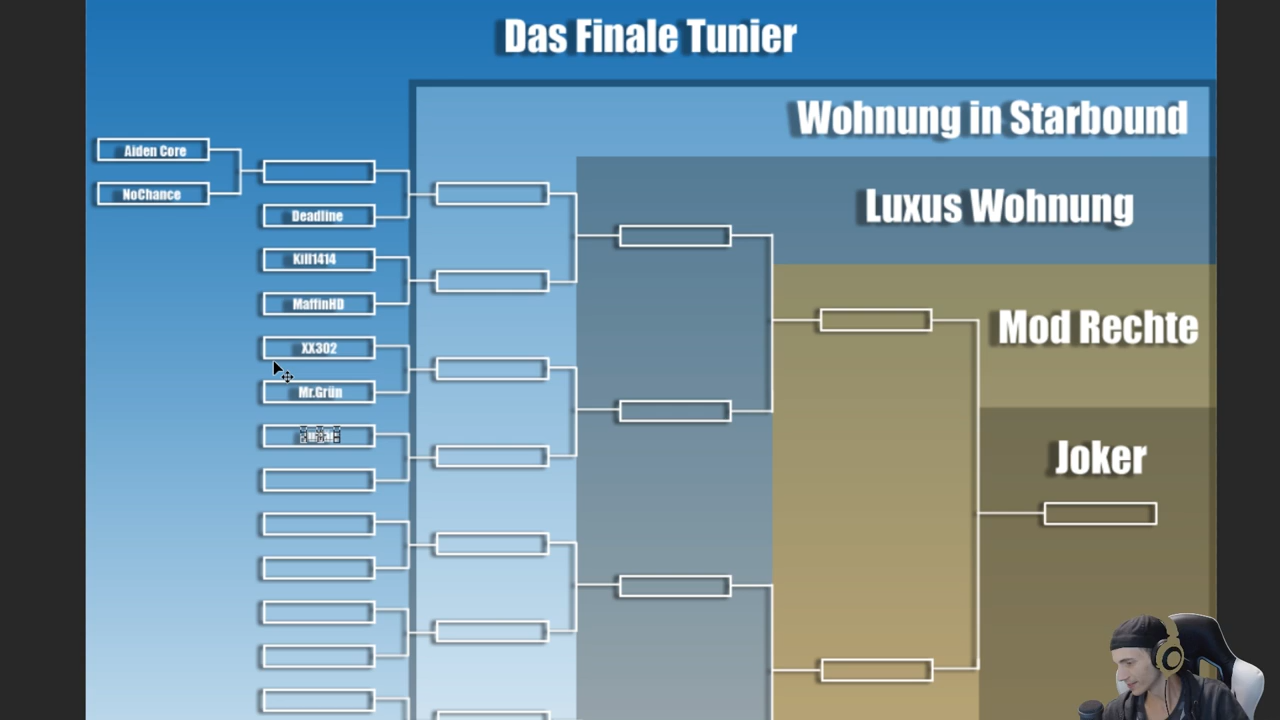 Das Finale Tunier
Wohnung in Starbound
Luxus Wohnung
Mod Rechte
Joker
Aiden Core
NoChance
Deadline
Kill1414
MaffinHD
XX302
Mr.Grün